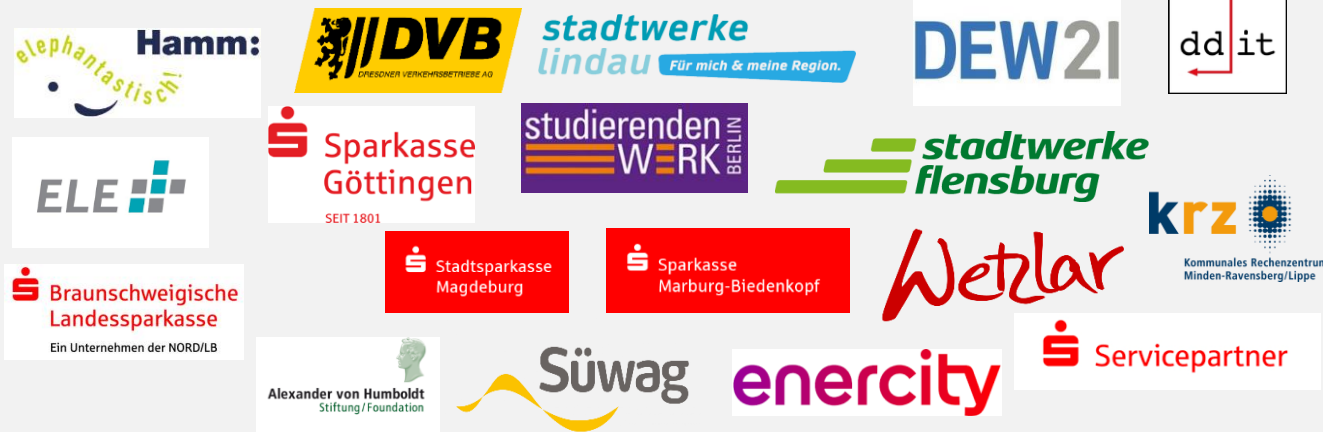 elephantastisch!
Hamm:
DVB
DRESDNER VERKEHRSBETRIEBE AG
stadtwerke
lindau
Für mich & meine Region.
DEW21
dd it
ELE
Sparkasse
Göttingen
SEIT 1801
studierenden
WERK
BERLIN
stadtwerke
flensburg
krz
Kommunales Rechenzentrum
Minden-Ravensberg/Lippe
Braunschweigische
Landessparkasse
Ein Unternehmen der NORD/LB
Stadtsparkasse
Magdeburg
Sparkasse
Marburg-Biedenkopf
Wetzlar
Servicepartner
Alexander von Humboldt
Stiftung/Foundation
Süwag
enercity